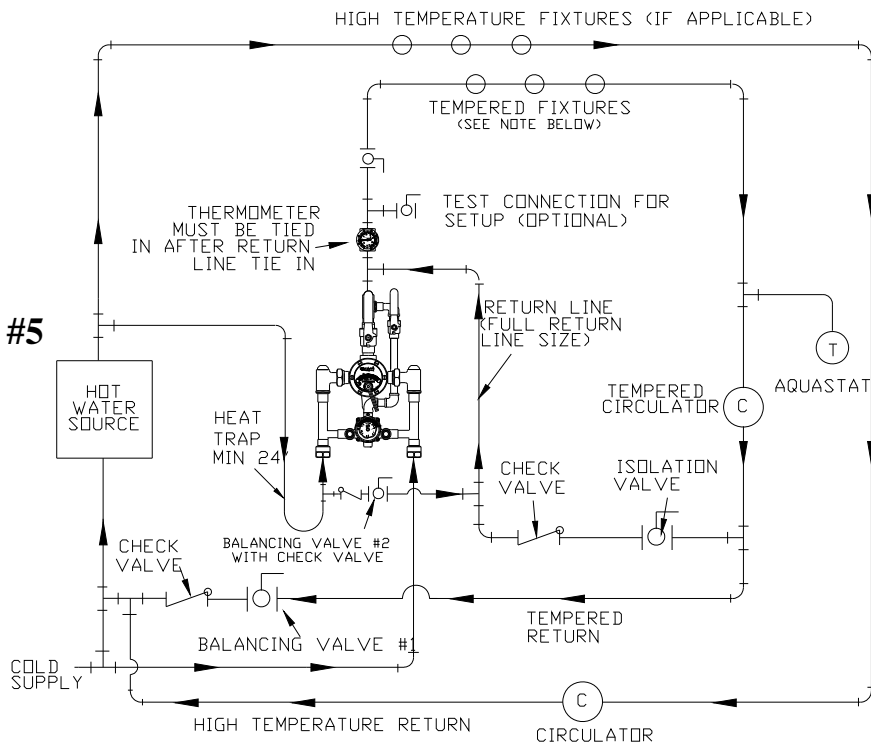 HIGH TEMPERATURE FIXTURES (IF APPLICABLE)
TEMPERED FIXTURES
(SEE NOTE BELOW)
TEST CONNECTION FOR
SETUP (OPTIONAL)
THERMOMETER
MUST BE TIED
IN AFTER RETURN
LINE TIE IN
#5
RETURN LINE
(FULL RETURN
LINE SIZE)
T
AQUASTAT
HOT
WATER
SOURCE
TEMPERED
CIRCULATOR
C
HEAT
TRAP
MIN 24"
CHECK
VALVE
ISOLATION
VALVE
BALANCING VALVE #2
WITH CHECK VALVE
CHECK
VALVE
BALANCING VALVE #1
TEMPERED
RETURN
COLD
SUPPLY
C
HIGH TEMPERATURE RETURN
CIRCULATOR